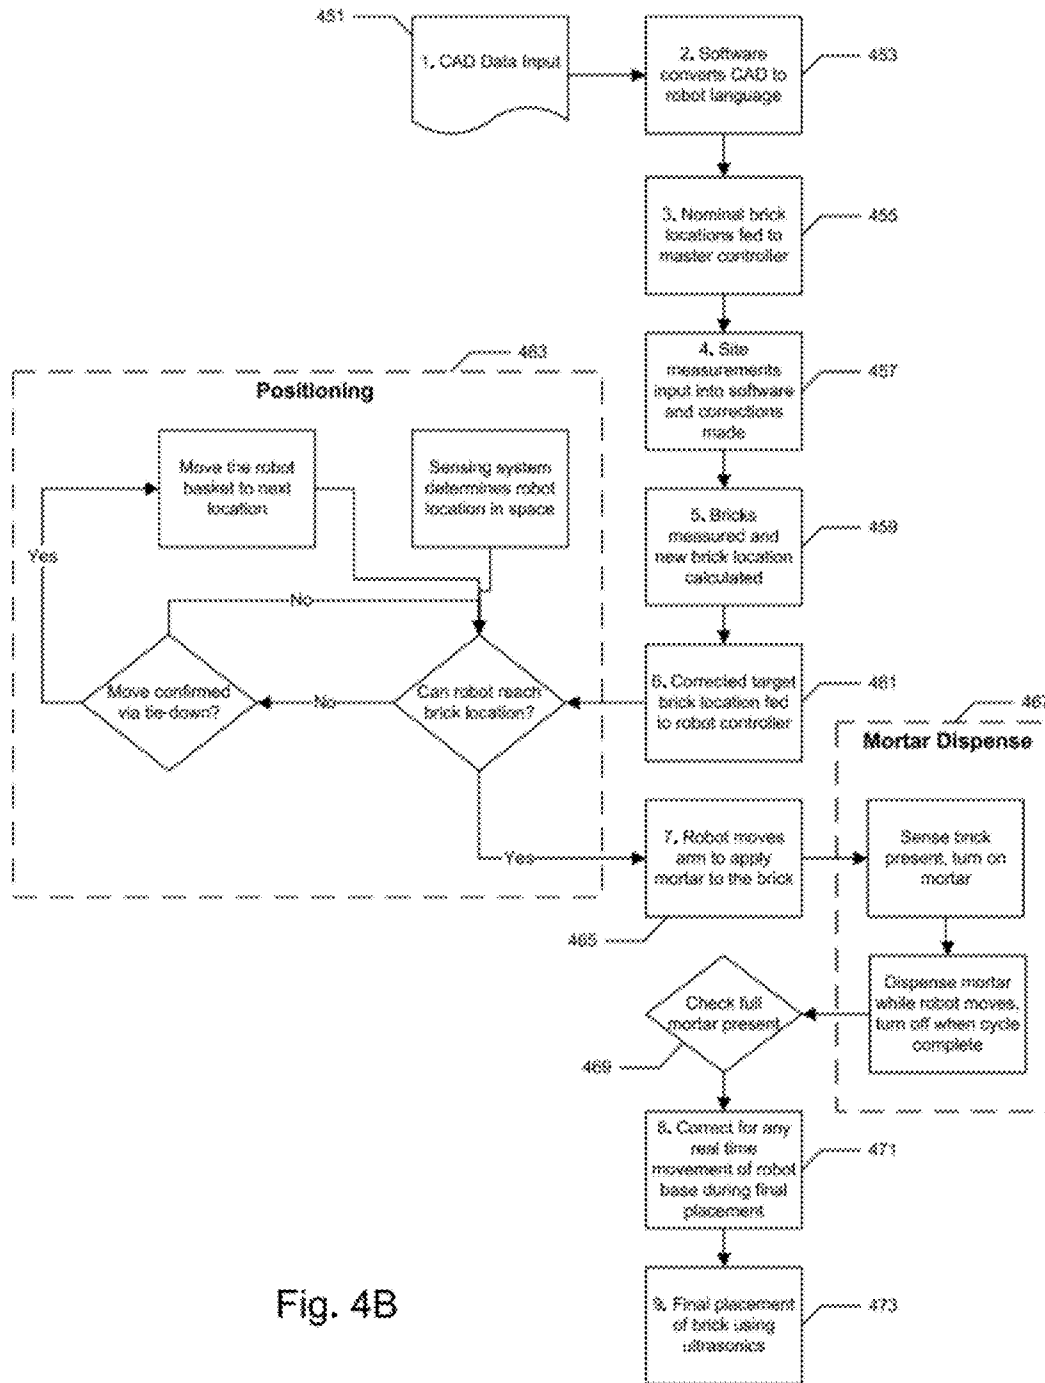 451
1. CAD Data Input
2. Software
converts CAD to
robot language
453
3. Nominal brick
locations fed to
master controller
455
4. Site
measurements
input into software
and corrections
made
457
463
Positioning
Move the robot
basket to next
location
Sensing system
determines robot
location in space
5. Bricks
measured and
new brick location
calculated
459
Yes
No
Move confirmed
via tie-down?
No
Can robot reach
brick location?
6. Corrected target
brick location fed
to robot controller
461
467
Mortar Dispense
Yes
7. Robot moves
arm to apply
mortar to the brick
465
Sense brick
present, turn on
mortar
Dispense mortar
while robot moves,
turn off when cycle
complete
Check full
mortar present
469
8. Correct for any
real time
movement of robot
base during final
placement
471
9. Final placement
of brick using
ultrasonics
473
Fig. 4B